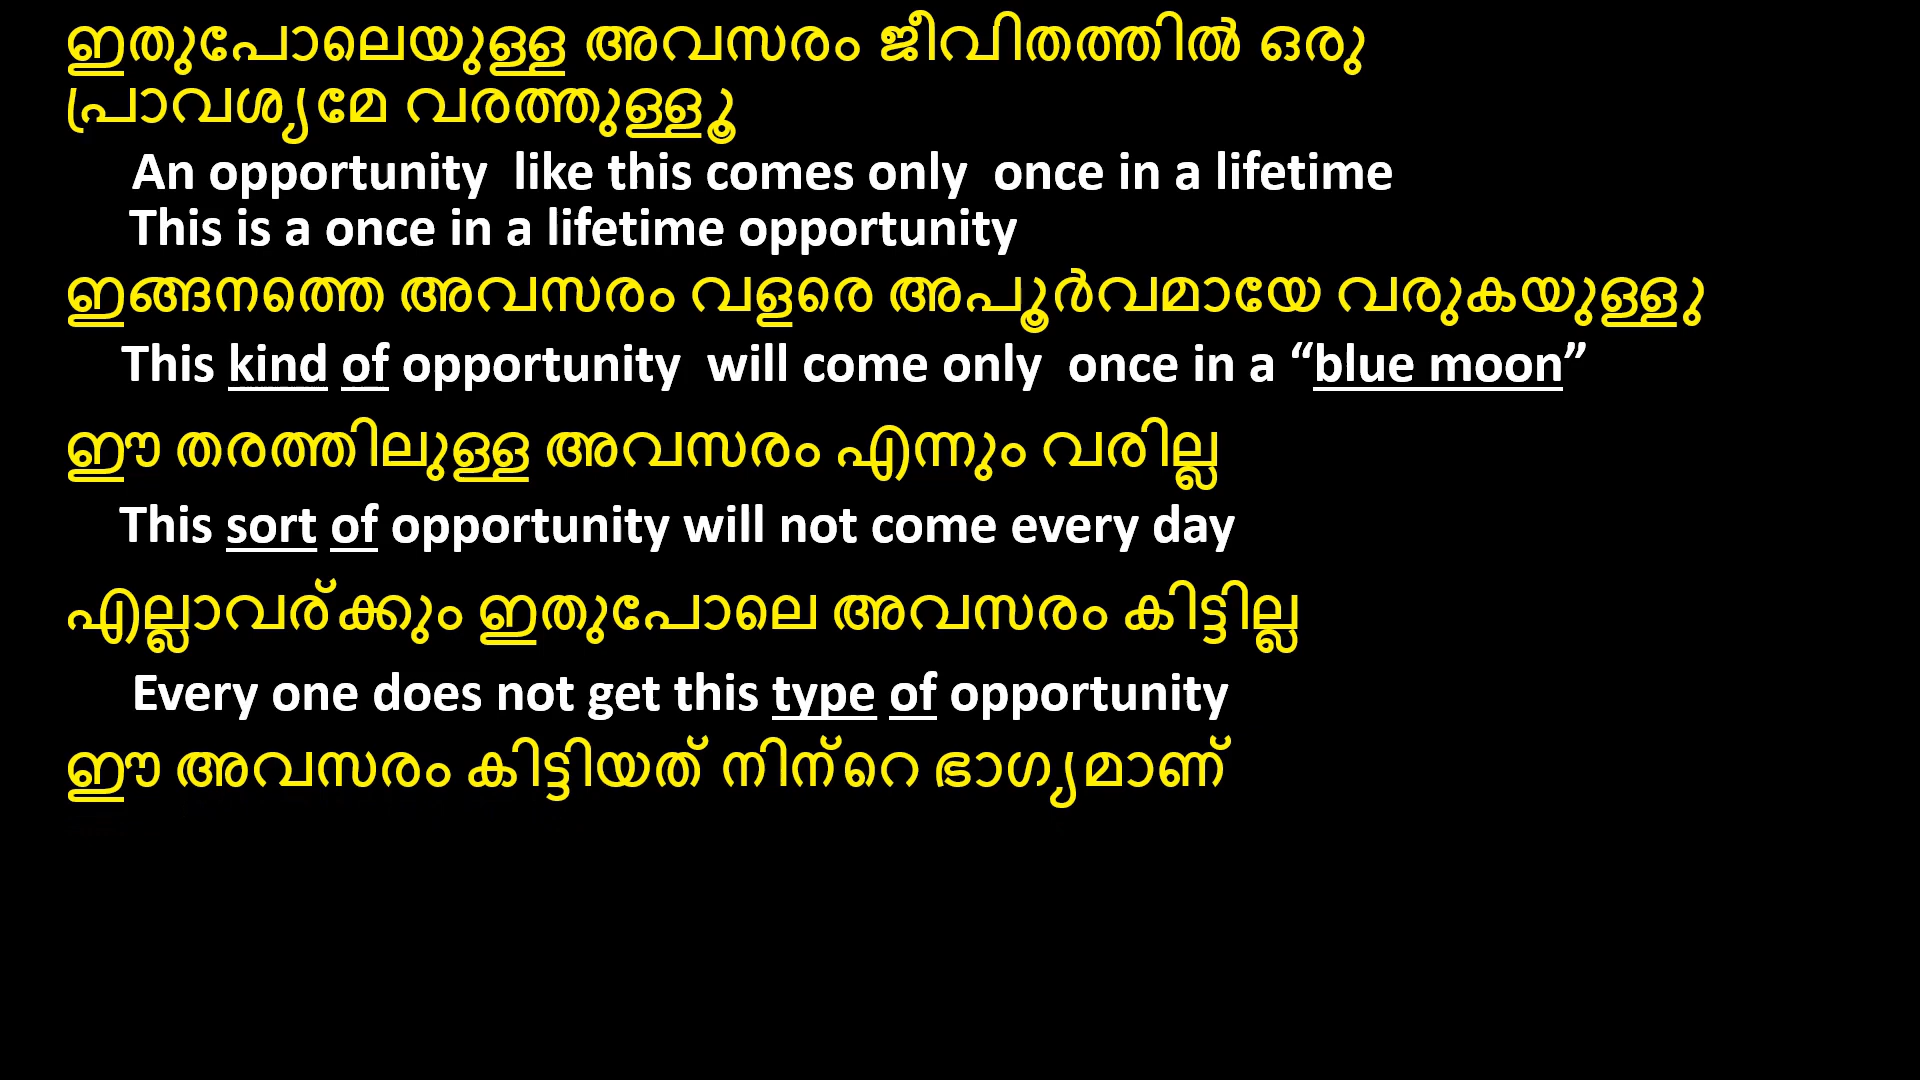 ഇതുപോലെയുള്ള അവസരം ജീവിതത്തിൽ ഒരു
പ്രാവശ്യമേ വരത്തുള്ളൂ
An opportunity  like this comes only  once in a lifetime
This is a once in a lifetime opportunity
ഇങ്ങനത്തെ അവസരം വളരെ അപൂർവമായേ വരുകയുള്ളു
This kind of opportunity  will come only  once in a “blue moon”
ഈ തരത്തിലുള്ള അവസരം എന്നും വരില്ല
This sort of opportunity will not come every day
എല്ലാവര്‌ക്കും ഇതുപോലെ അവസരം കിട്ടില്ല
Every one does not get this type of opportunity
ഈ അവസരം കിട്ടിയത് നിന്‌റെ ഭാഗ്യമാണ്